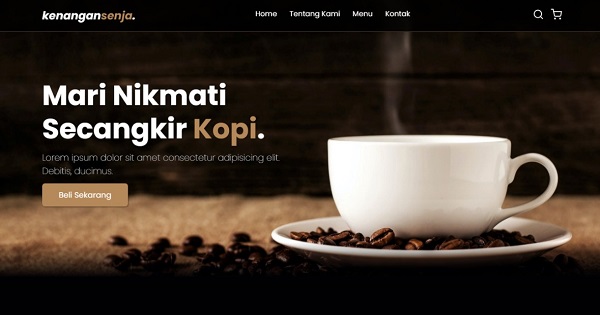 kenangansenja.
Home Tentang Kami Menu Kontak
Mari Nikmati
Secangkir Kopi.
Lorem ipsum dolor sit amet consectetur adipisicing elit.
Debitis, ducimus.
Beli Sekarang